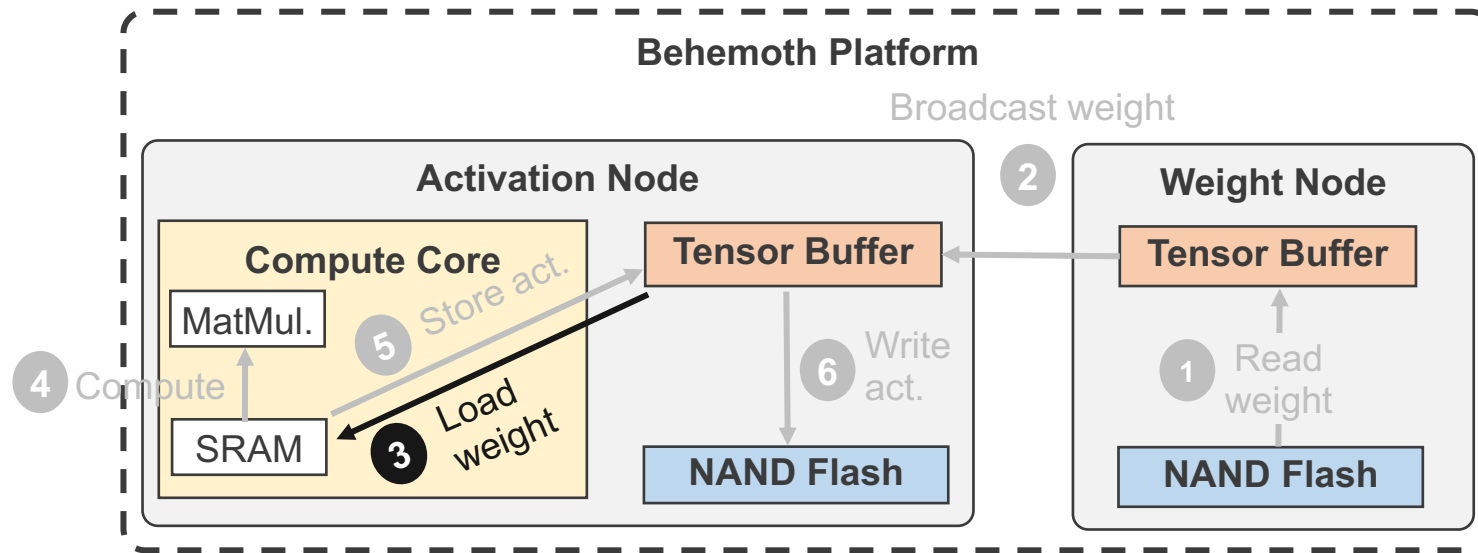 Behemoth Platform
Broadcast weight
2
Activation Node
Weight Node
Compute Core
Tensor Buffer
Tensor Buffer
MatMul.
5
Store act.
4
Compute
6
Write
act.
1
Read
weight
SRAM
3
Load
weight
NAND Flash
NAND Flash